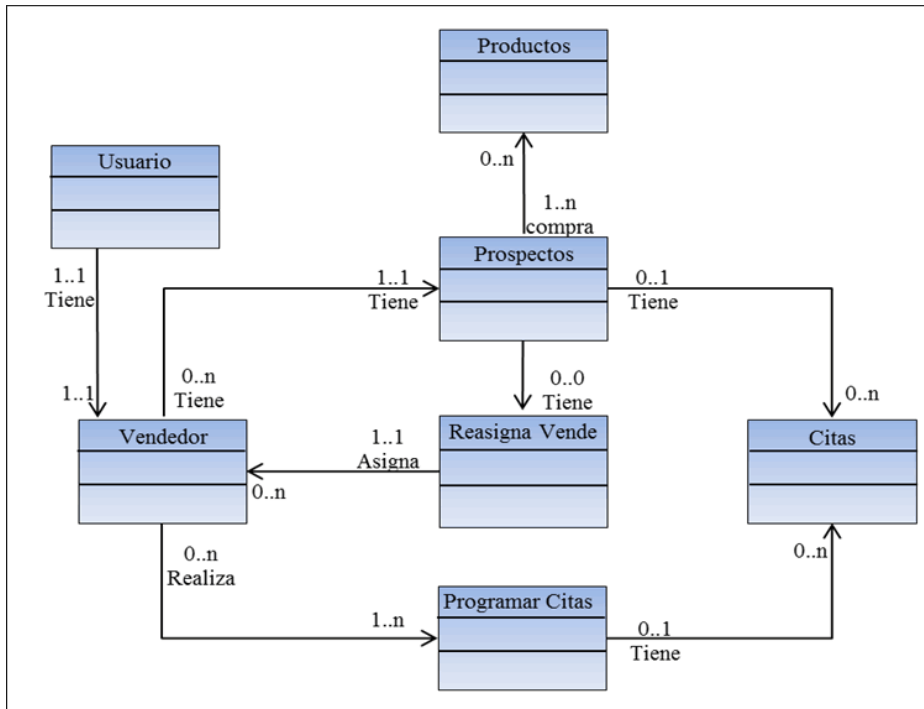 Productos
0..n
1..n
compra
Usuario
1..1
Tiene
1..1
Prospectos
1..1
Tiene
0..1
Tiene
0..n
Tiene
0..0
Tiene
0..n
Vendedor
1..1
Asigna
0..n
Reasigna Vende
Citas
0..n
Realiza
1..n
Programar Citas
0..1
Tiene
0..n